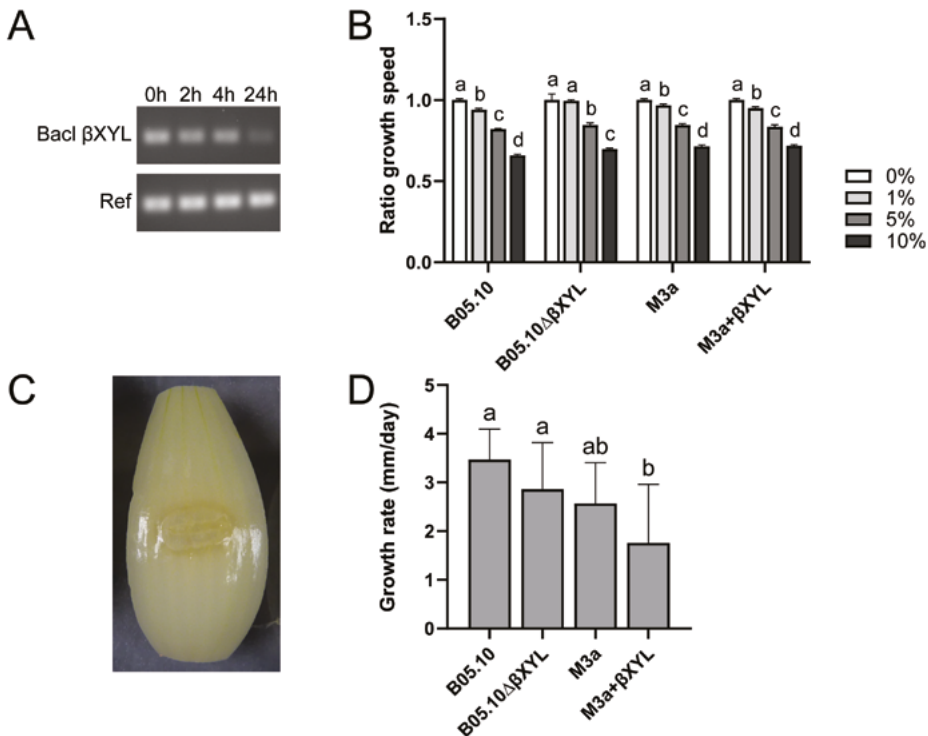 A
0h 2h 4h 24h
Bacl βXYL
Ref
B
Ratio growth speed
1.5
1.0
0.5
0.0
a b c d
a a b c
a b c d
a b c d
B05.10
B05.10ΔβXYL
M3a
M3a+βXYL
0%
1%
5%
10%
C
D
Growth rate (mm/day)
5
4
3
2
1
0
a
a
ab
b
B05.10
B05.10ΔβXYL
M3a
M3a+βXYL